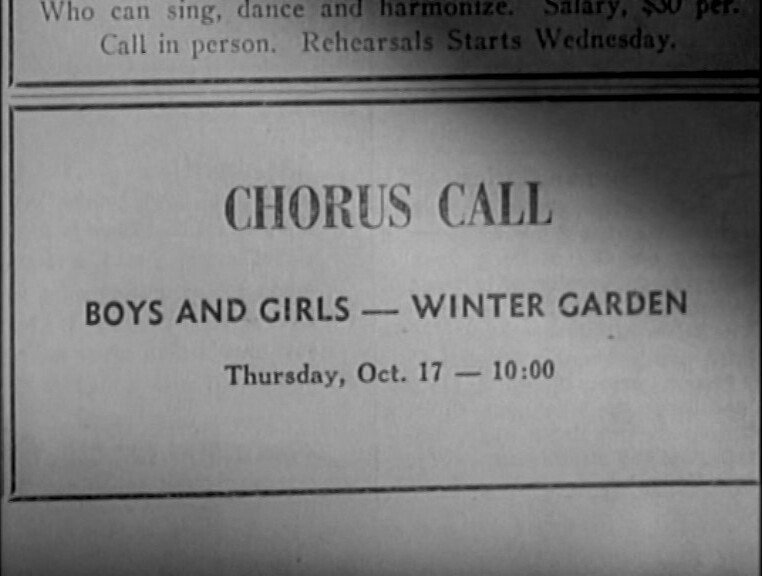 Who can sing, dance and harmonize. Salary, $30 per.
Call in person. Rehearsals Starts Wednesday.
CHORUS CALL
BOYS AND GIRLS — WINTER GARDEN
Thursday, Oct. 17 — 10:00